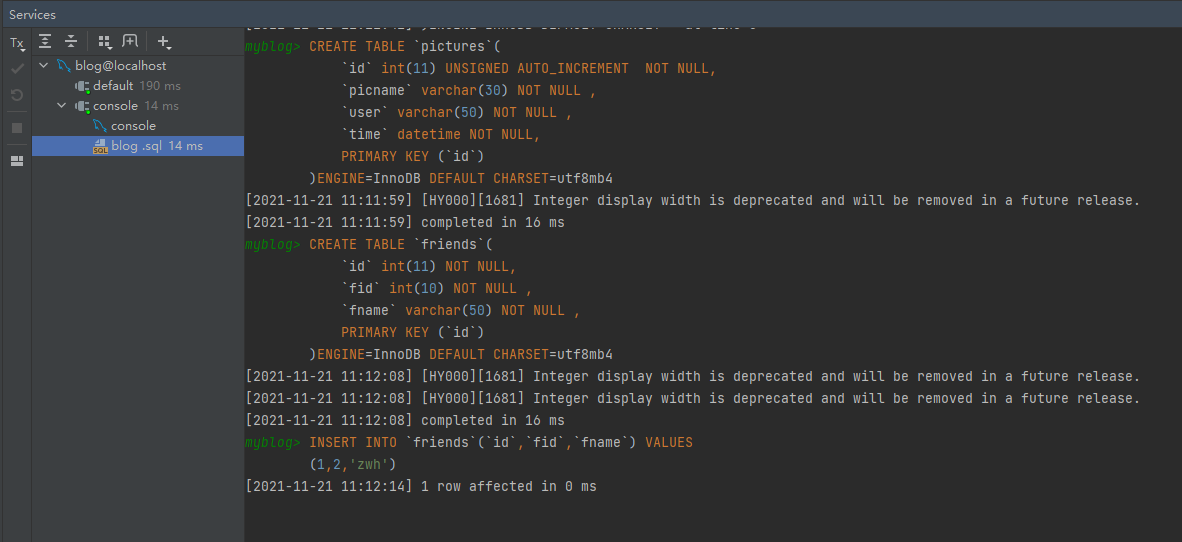 Services
Tx
blog@localhost
default 190 ms
console 14 ms
console
blog .sql 14 ms
SQL
myblog> CREATE TABLE `pictures`(
`id` int(11) UNSIGNED AUTO_INCREMENT  NOT NULL,
`picname` varchar(30) NOT NULL ,
`user` varchar(50) NOT NULL ,
`time` datetime NOT NULL,
PRIMARY KEY (`id`)
)ENGINE=InnoDB DEFAULT CHARSET=utf8mb4
[2021-11-21 11:11:59] [HY000][1681] Integer display width is deprecated and will be removed in a future release.
[2021-11-21 11:11:59] completed in 16 ms
myblog> CREATE TABLE `friends`(
`id` int(11) NOT NULL,
`fid` int(10) NOT NULL ,
`fname` varchar(50) NOT NULL ,
PRIMARY KEY (`id`)
)ENGINE=InnoDB DEFAULT CHARSET=utf8mb4
[2021-11-21 11:12:08] [HY000][1681] Integer display width is deprecated and will be removed in a future release.
[2021-11-21 11:12:08] [HY000][1681] Integer display width is deprecated and will be removed in a future release.
[2021-11-21 11:12:08] completed in 16 ms
myblog> INSERT INTO `friends`(`id`,`fid`,`fname`) VALUES
(1,2,'zwh')
[2021-11-21 11:12:14] 1 row affected in 0 ms